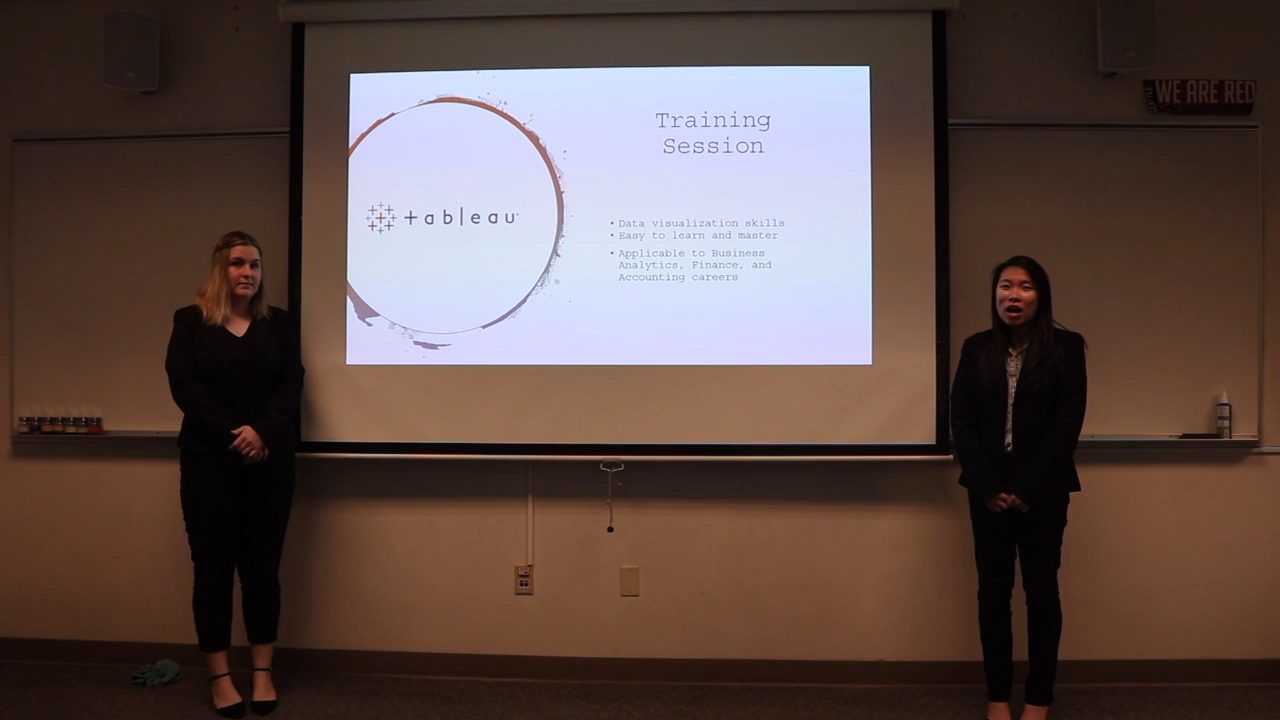 Training
Session
+ableau
• Data visualization skills
• Easy to learn and master
• Applicable to Business
Analytics, Finance, and
Accounting careers
WE ARE RED